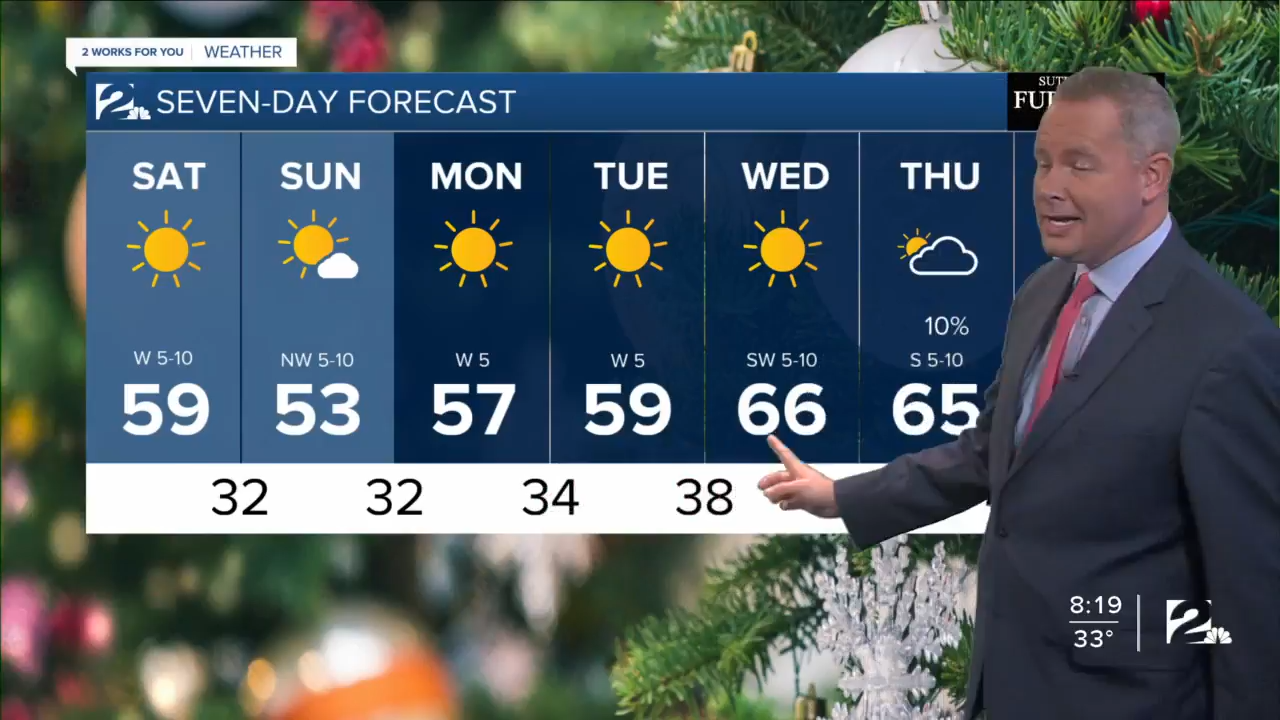 2 WORKS FOR YOU | WEATHER
2 SEVEN-DAY FORECAST
SAT SUN MON TUE WED THU
10%
W 5-10 NW 5-10 W 5 W 5 SW 5-10 S 5-10
59 53 57 59 66 65
32 32 34 38
8:19
33°
2